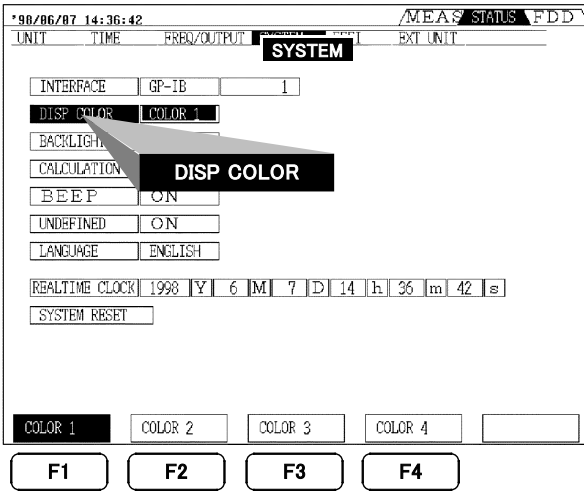 '98/06/07 14:36:42 MEAS STATUS FDD
UNIT TIME FREQ/OUTPUT EXT UNIT
SYSTEM
INTERFACE GP-IB 1
DISP COLOR COLOR 1
BACKLIGHT
CALCULATION
DISP COLOR
BEEP ON
UNDEFINED ON
LANGUAGE ENGLISH
REALTIME CLOCK 1998 Y 6 M 7 D 14 h 36 m 42 s
SYSTEM RESET
COLOR 1 COLOR 2 COLOR 3 COLOR 4
F1 F2 F3 F4